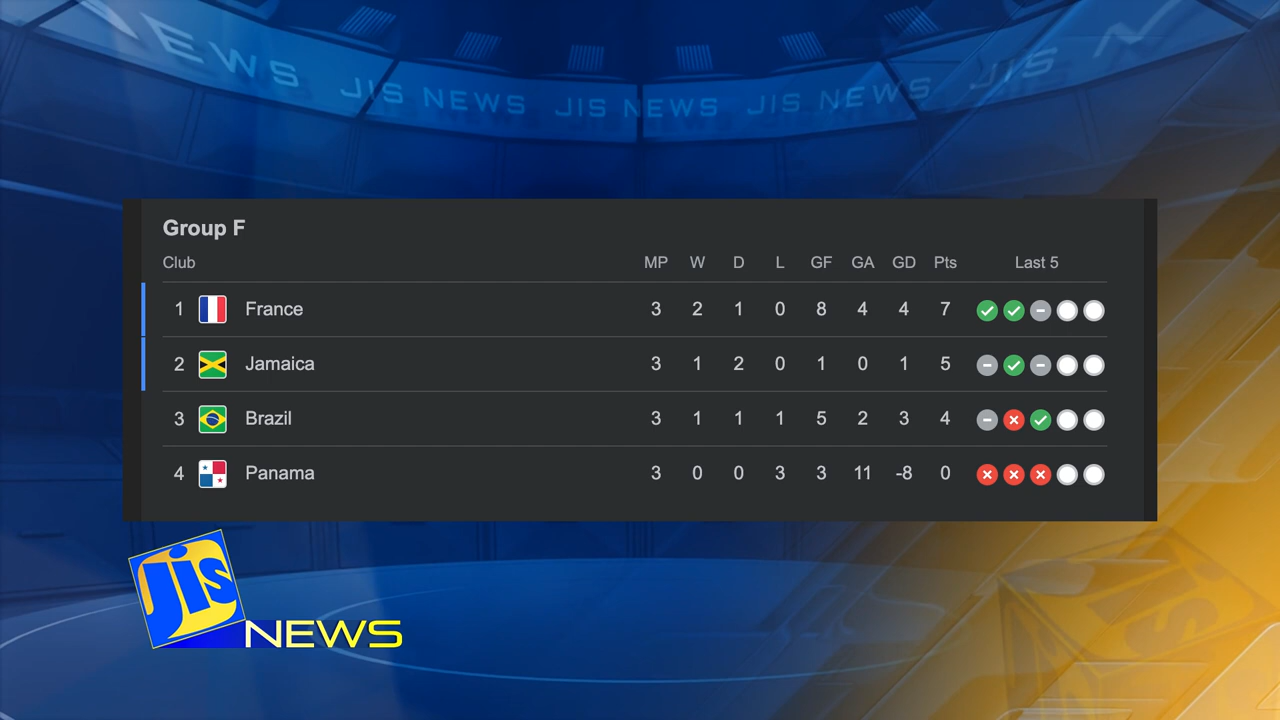 EWS JIS NEWS JIS NEWS JIS NEWS JIS N
Group F
Club MP W D L GF GA GD Pts Last 5
1 France 3 2 1 0 8 4 4 7
2 Jamaica 3 1 2 0 1 0 1 5
3 Brazil 3 1 1 1 5 2 3 4
4 Panama 3 0 0 3 3 11 -8 0
jis
NEWS
jis